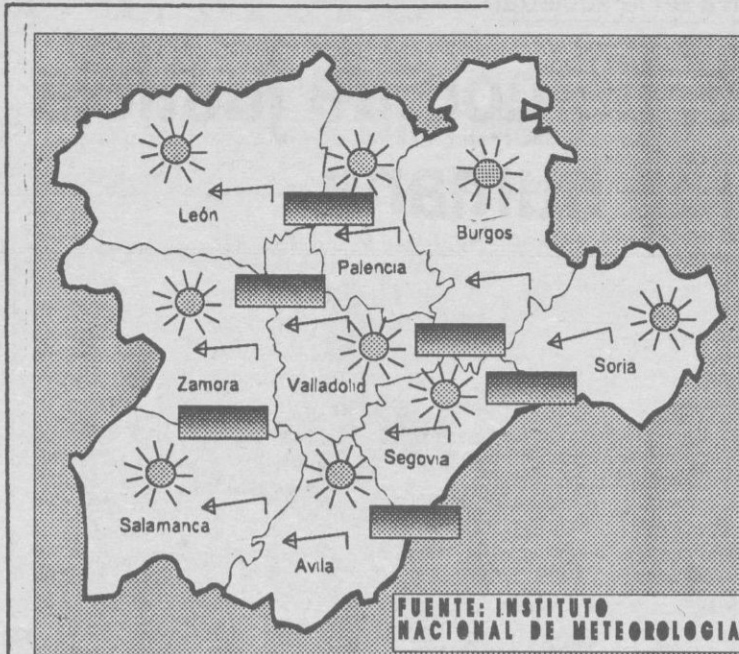 León
Burgos
Palencia
Soria
Zamora
Valladolid
Segovia
Salamanca
Avila
FUENTE: INSTITUTO
NACIONAL DE METEOROLOGIA